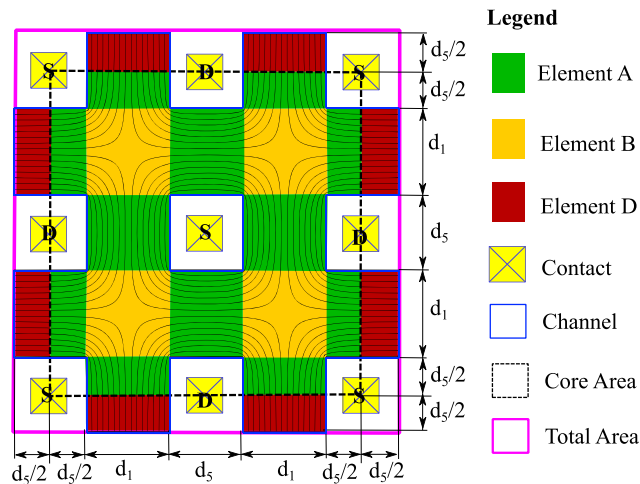 Legend
S D S
d₅/2
d₅/2
Element A
d₁
Element B
Element D
D S D
d₅
Contact
d₁
Channel
d₅/2
Core Area
S D S
d₅/2
Total Area
d₅/2 d₅/2 d₁ d₅ d₁ d₅/2 d₅/2